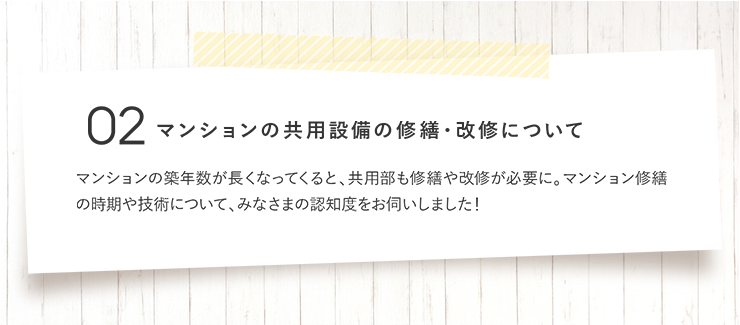 02 マンションの共用設備の修繕・改修について
マンションの築年数が長くなってくると、共用部も修繕や改修が必要に。マンション修繕
の時期や技術について、みなさまの認知度をお伺いしました!